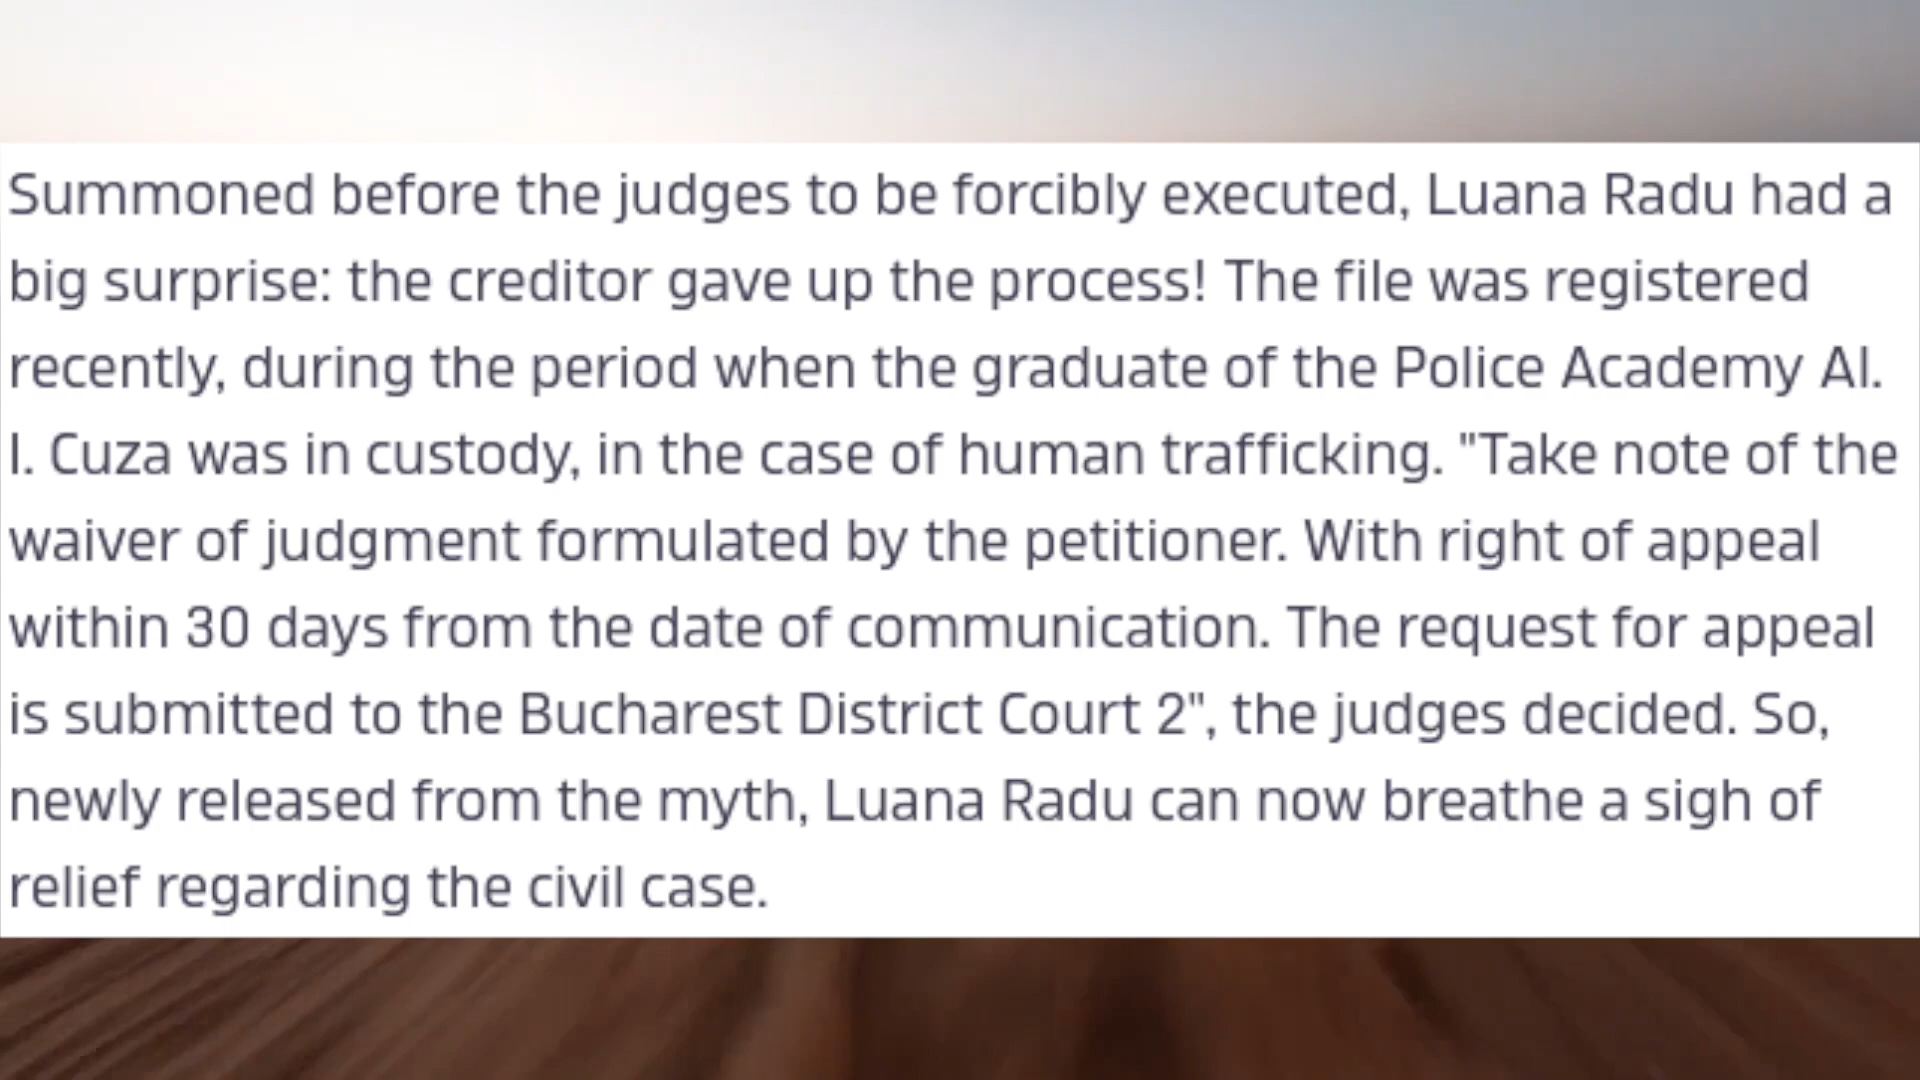 Summoned before the judges to be forcibly executed, Luana Radu had a
big surprise: the creditor gave up the process! The file was registered
recently, during the period when the graduate of the Police Academy Al.
I. Cuza was in custody, in the case of human trafficking. "Take note of the
waiver of judgment formulated by the petitioner. With right of appeal
within 30 days from the date of communication. The request for appeal
is submitted to the Bucharest District Court 2", the judges decided. So,
newly released from the myth, Luana Radu can now breathe a sigh of
relief regarding the civil case.